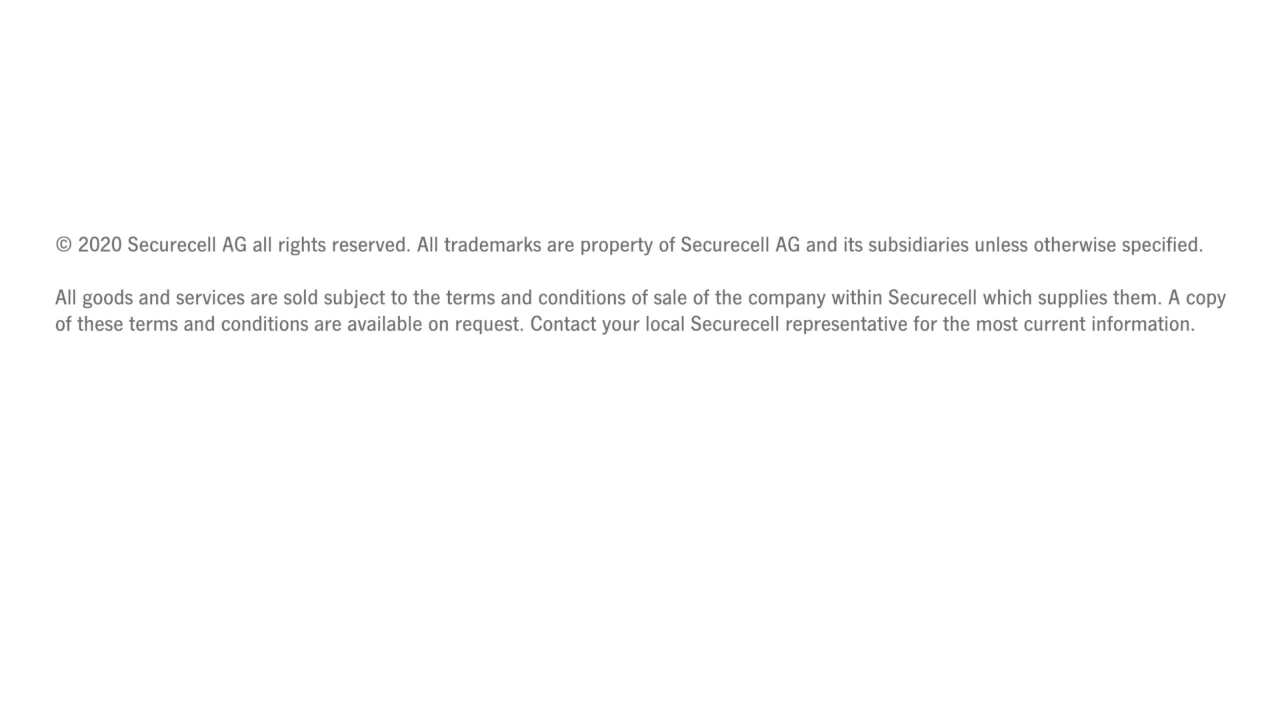 © 2020 Securecell AG all rights reserved. All trademarks are property of Securecell AG and its subsidiaries unless otherwise specified.
All goods and services are sold subject to the terms and conditions of sale of the company within Securecell which supplies them. A copy
of these terms and conditions are available on request. Contact your local Securecell representative for the most current information.